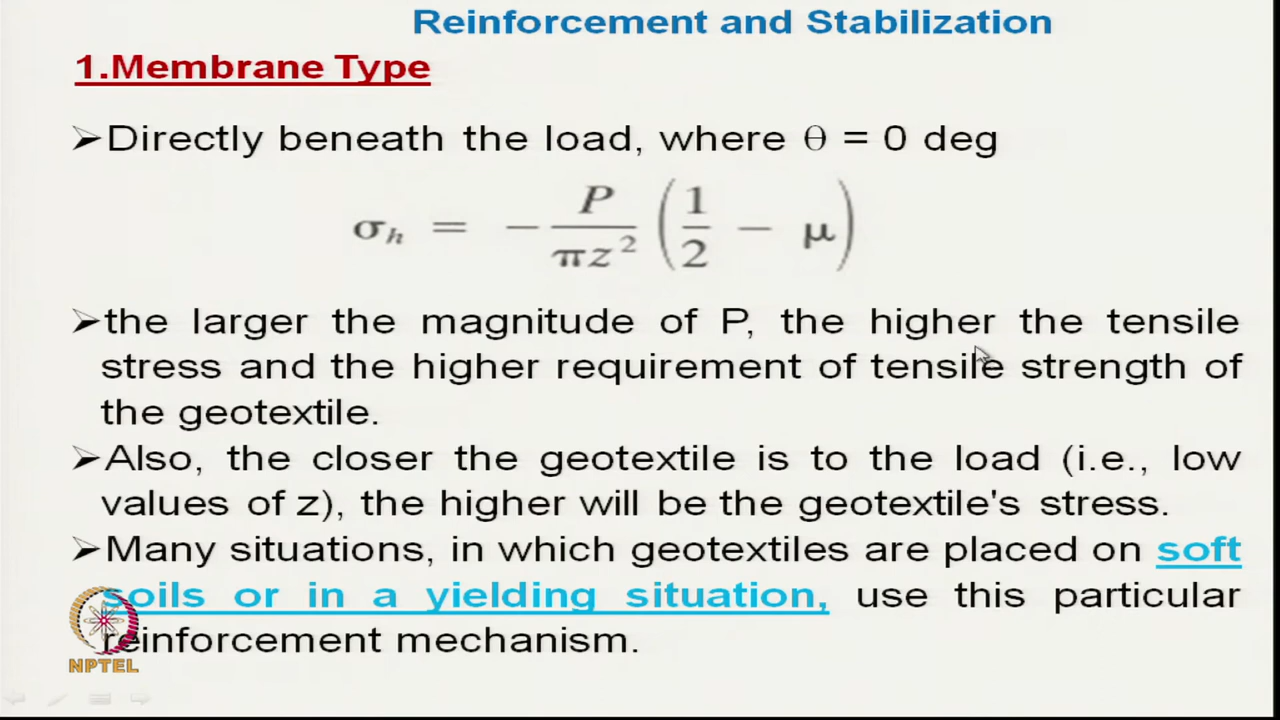 Reinforcement and Stabilization
1.Membrane Type
➢Directly beneath the load, where θ = 0 deg
σₕ = − P/(πz²) (1/2 − μ)
➢the larger the magnitude of P, the higher the tensile
stress and the higher requirement of tensile strength of
the geotextile.
➢Also, the closer the geotextile is to the load (i.e., low
values of z), the higher will be the geotextile's stress.
➢Many situations, in which geotextiles are placed on soft
soils or in a yielding situation, use this particular
reinforcement mechanism.
NPTEL